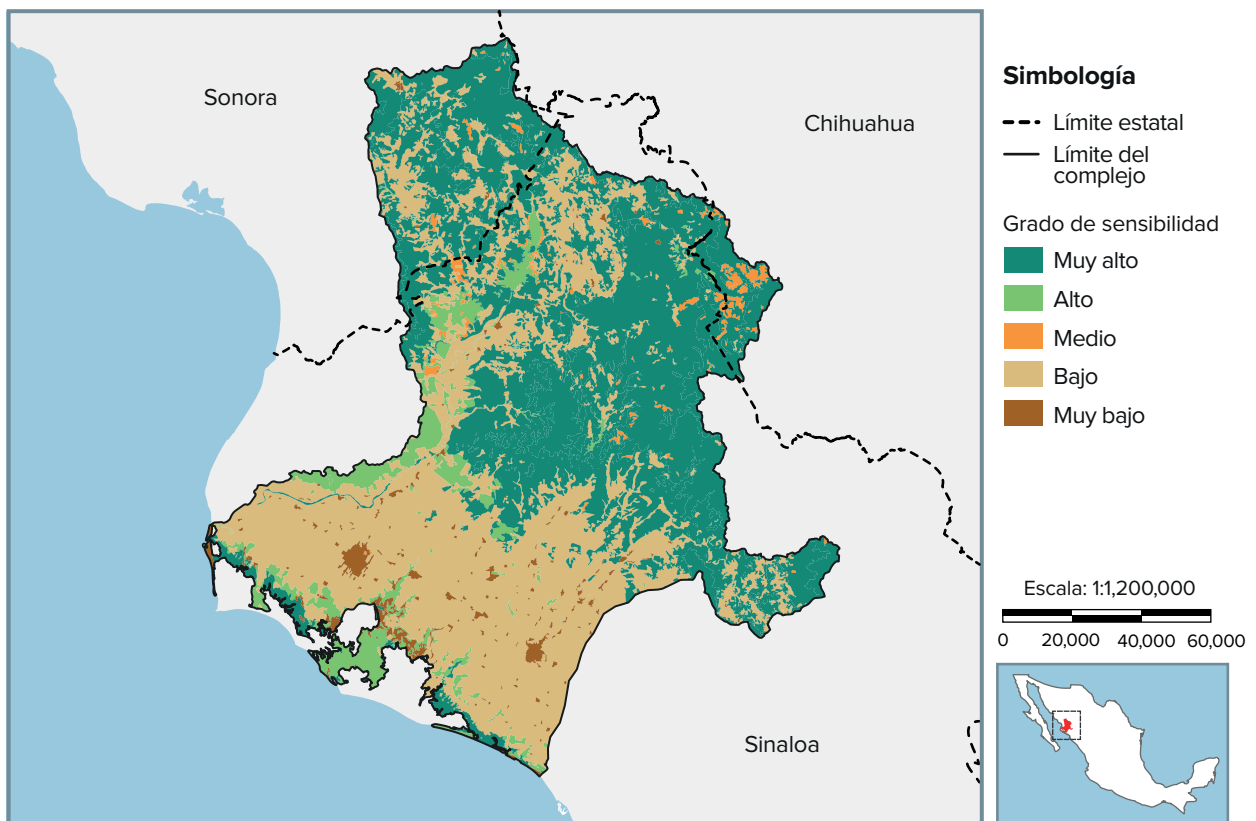 Sonora
Chihuahua
Sinaloa
Simbología
Límite estatal
Límite del
complejo
Grado de sensibilidad
Muy alto
Alto
Medio
Bajo
Muy bajo
Escala: 1:1,200,000
0 20,000 40,000 60,000